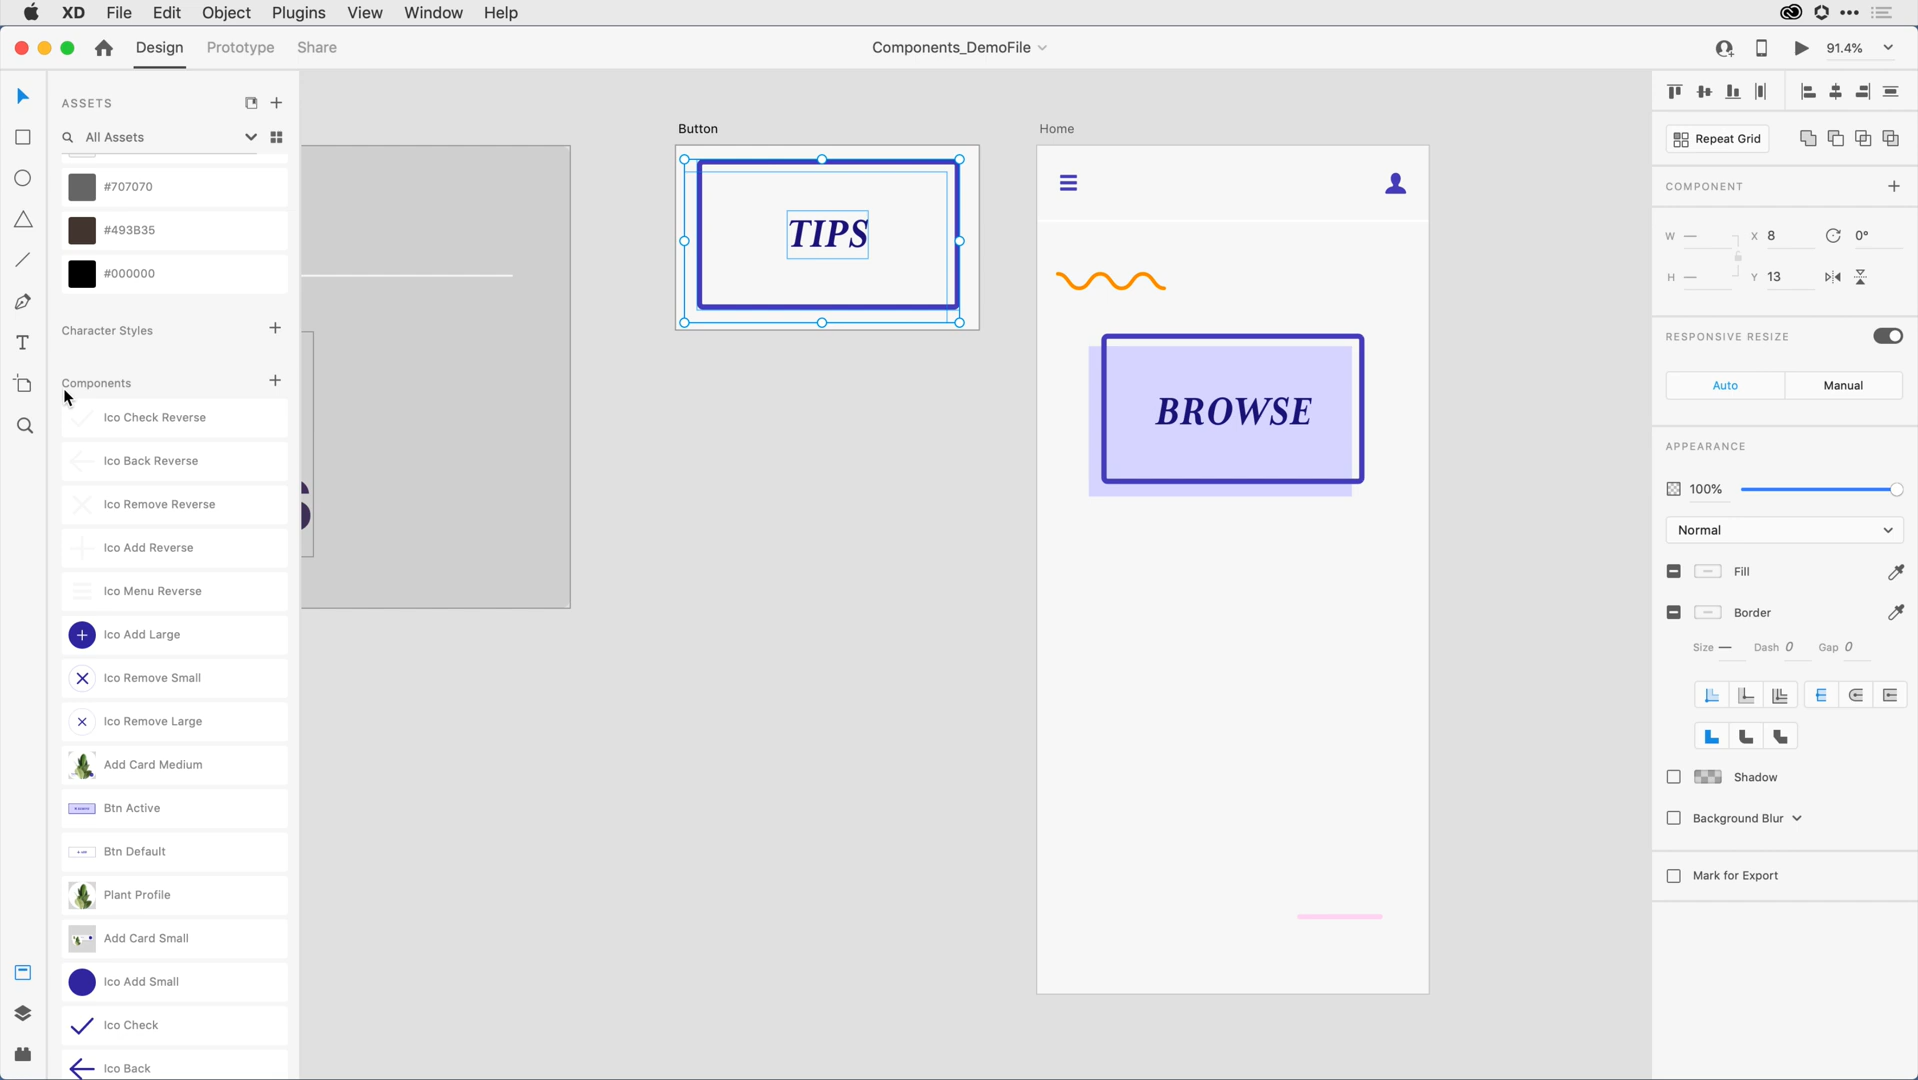 XD File Edit Object Plugins View Window Help
Design Prototype Share
Components_DemoFile
91.4%
ASSETS
All Assets
#707070
#493B35
#000000
Character Styles
Components
Ico Check Reverse
Ico Back Reverse
Ico Remove Reverse
Ico Add Reverse
Ico Menu Reverse
Ico Add Large
Ico Remove Small
Ico Remove Large
Add Card Medium
Btn Active
Btn Default
Plant Profile
Add Card Small
Ico Add Small
Ico Check
Ico Back
Button
TIPS
Home
BROWSE
Repeat Grid
COMPONENT
W — X 8 0°
H — Y 13
RESPONSIVE RESIZE
Auto Manual
APPEARANCE
100%
Normal
Fill
Border
Size — Dash 0 Gap 0
Shadow
Background Blur
Mark for Export